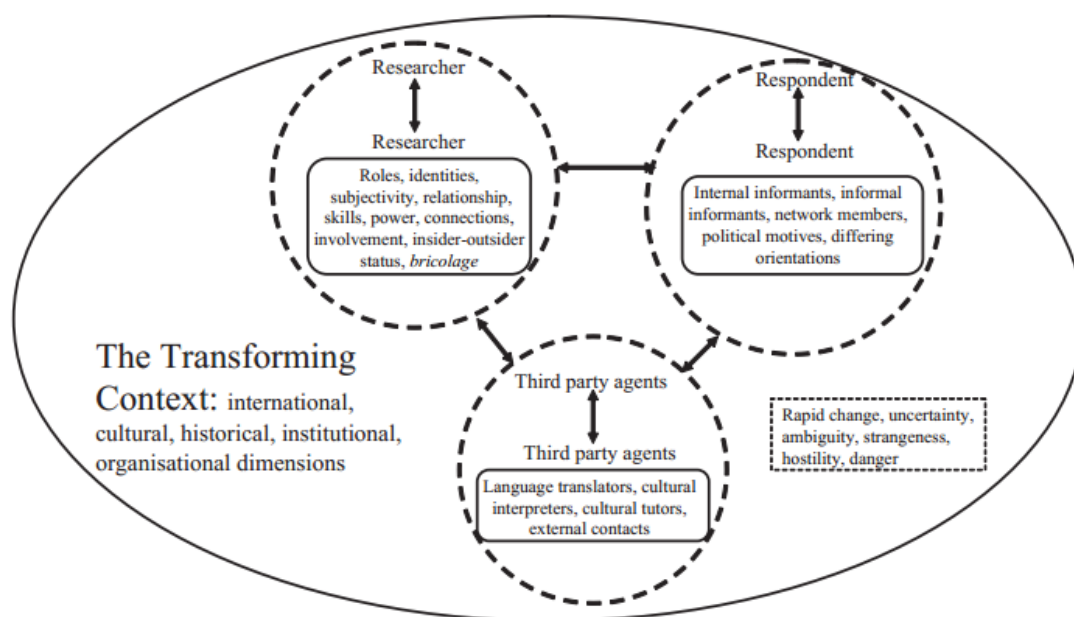 Researcher
Researcher
Roles, identities,
subjectivity, relationship,
skills, power, connections,
involvement, insider-outsider
status, bricolage
Respondent
Respondent
Internal informants, informal
informants, network members,
political motives, differing
orientations
The Transforming
Context: international,
cultural, historical, institutional,
organisational dimensions
Third party agents
Third party agents
Language translators, cultural
interpreters, cultural tutors,
external contacts
Rapid change, uncertainty,
ambiguity, strangeness,
hostility, danger